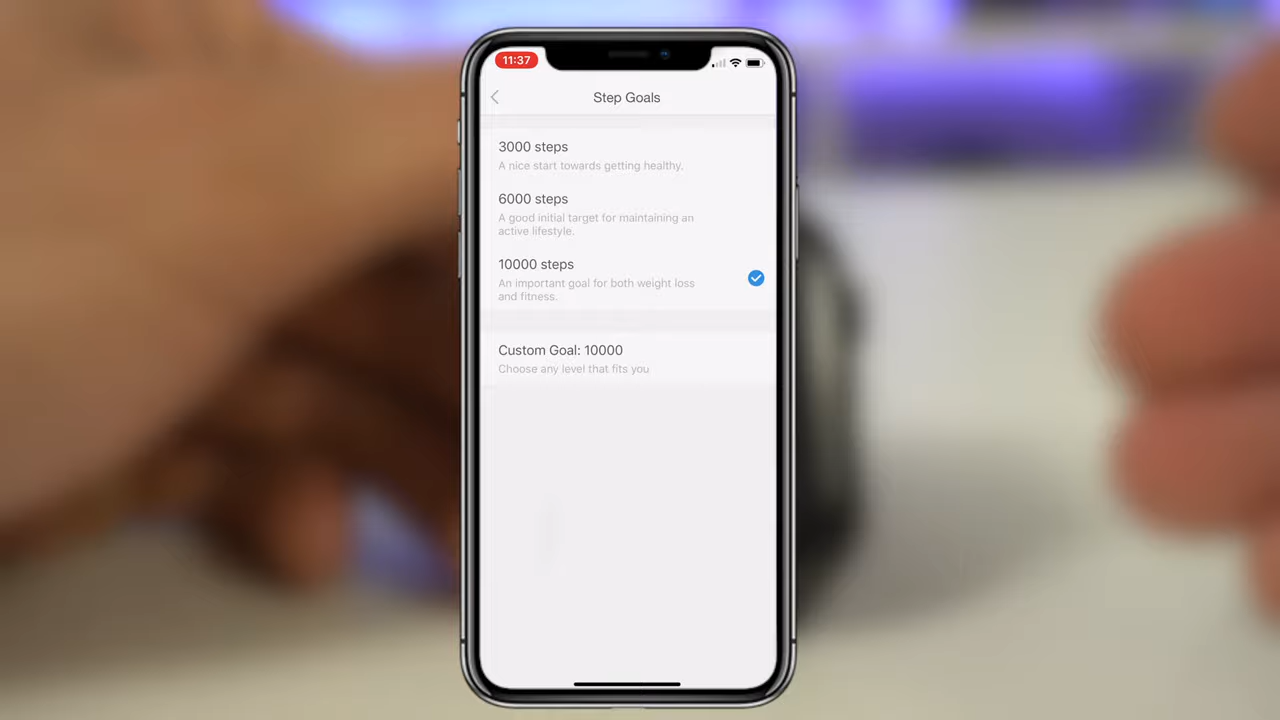 11:37
Step Goals
3000 steps
A nice start towards getting healthy.
6000 steps
A good initial target for maintaining an
active lifestyle.
10000 steps
An important goal for both weight loss
and fitness.
Custom Goal: 10000
Choose any level that fits you